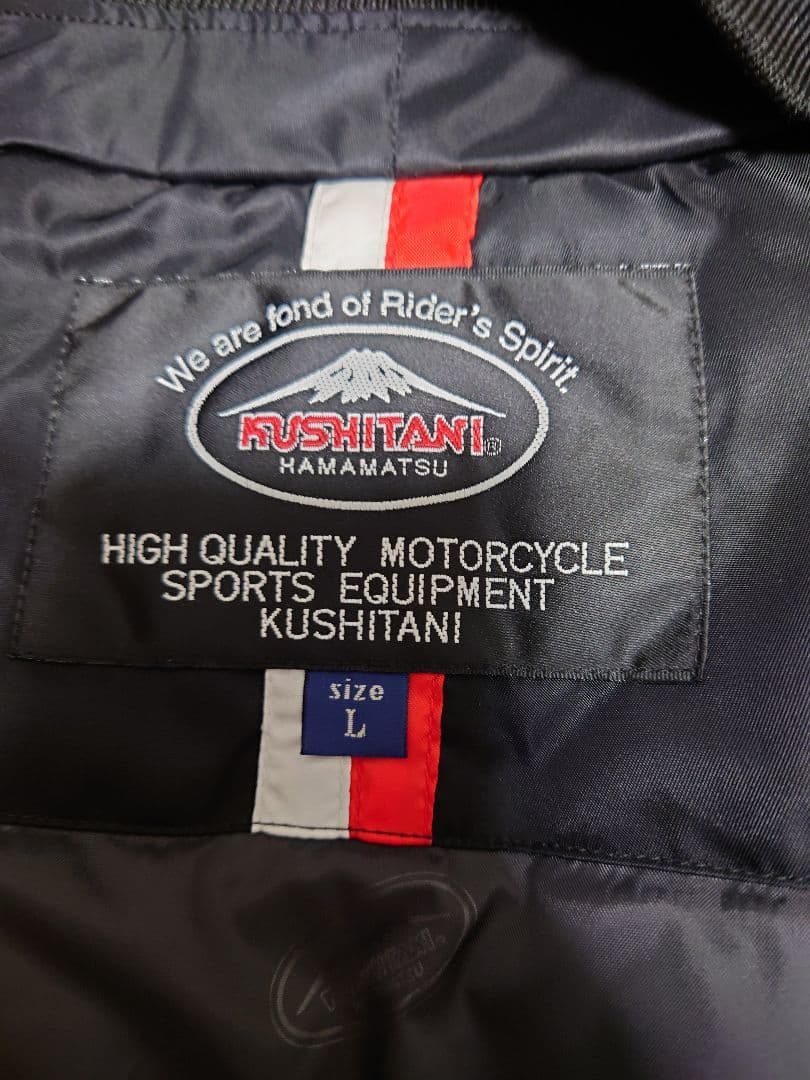 We are fond of Rider's Spirit.
KUSHITANI®
HAMAMATSU
HIGH QUALITY MOTORCYCLE
SPORTS EQUIPMENT
KUSHITANI
size
L